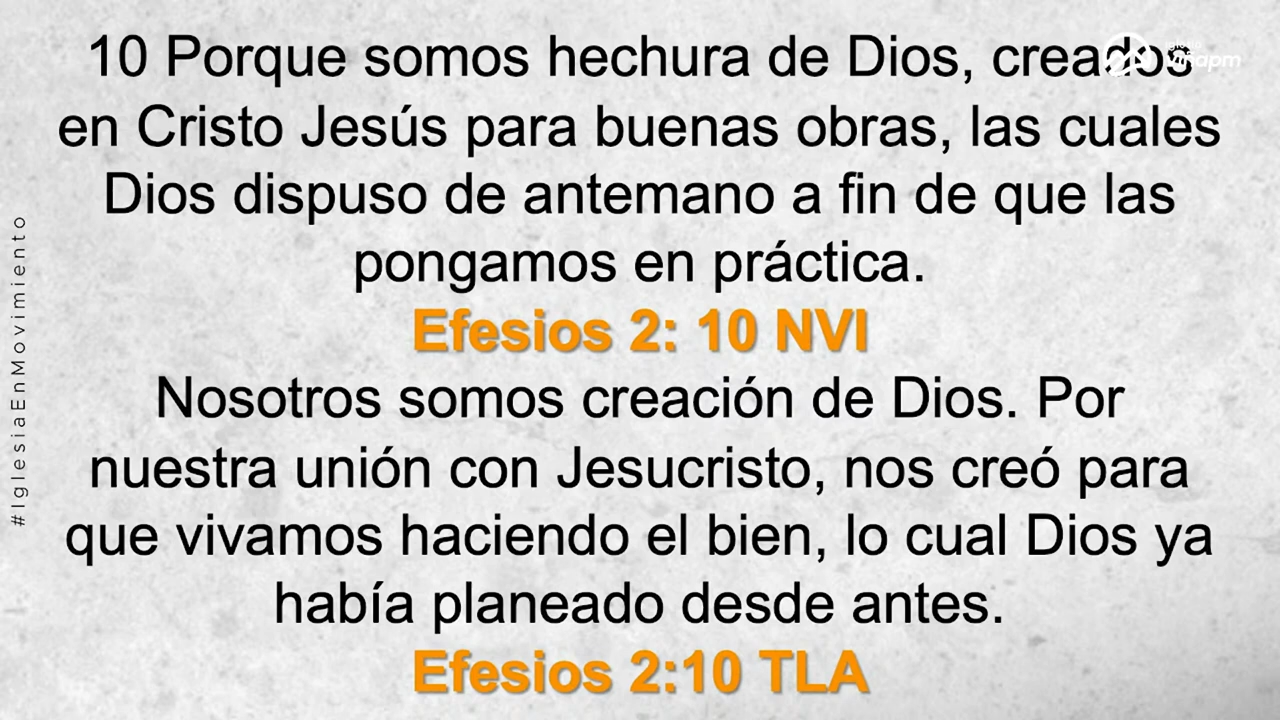 10 Porque somos hechura de Dios, creados
en Cristo Jesús para buenas obras, las cuales
Dios dispuso de antemano a fin de que las
pongamos en práctica.
Efesios 2: 10 NVI
Nosotros somos creación de Dios. Por
nuestra unión con Jesucristo, nos creó para
que vivamos haciendo el bien, lo cual Dios ya
había planeado desde antes.
Efesios 2:10 TLA
#IglesiaEnMovimiento
iglesia
viñapm